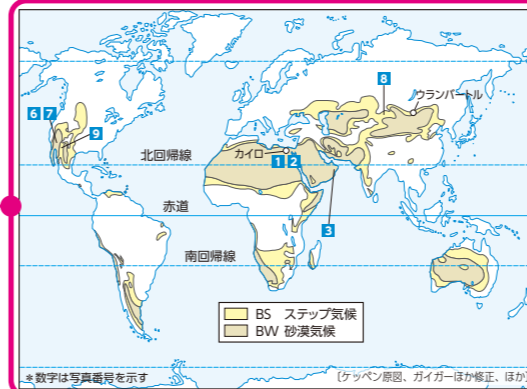 8
ウランバートル
6 7
9
北回帰線
カイロ
1 2
赤道
3
南回帰線
BS ステップ気候
BW 砂漠気候
*数字は写真番号を示す
〔ケッペン原図、ガイガーほか修正、ほか〕